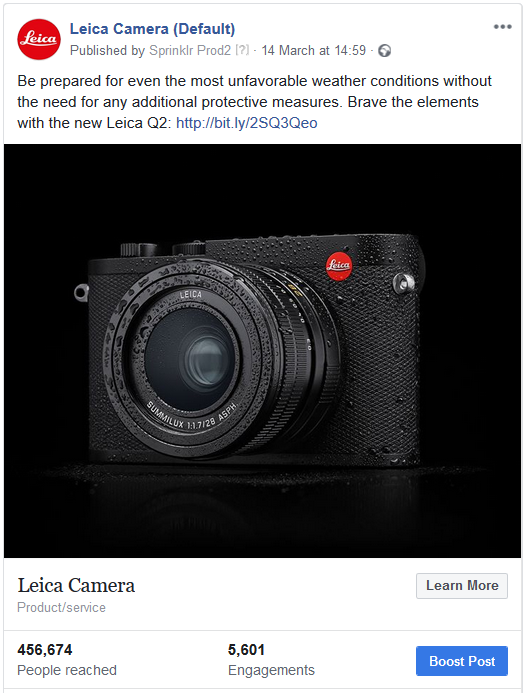 Leica
Leica Camera (Default)
Published by Sprinklr Prod2 [?] · 14 March at 14:59 ·
Be prepared for even the most unfavorable weather conditions without
the need for any additional protective measures. Brave the elements
with the new Leica Q2: http://bit.ly/2SQ3Qeo
Leica
LEICA
SUMMILUX 1:1.7/28 ASPH.
Leica Camera
Product/service
Learn More
456,674
People reached
5,601
Engagements
Boost Post